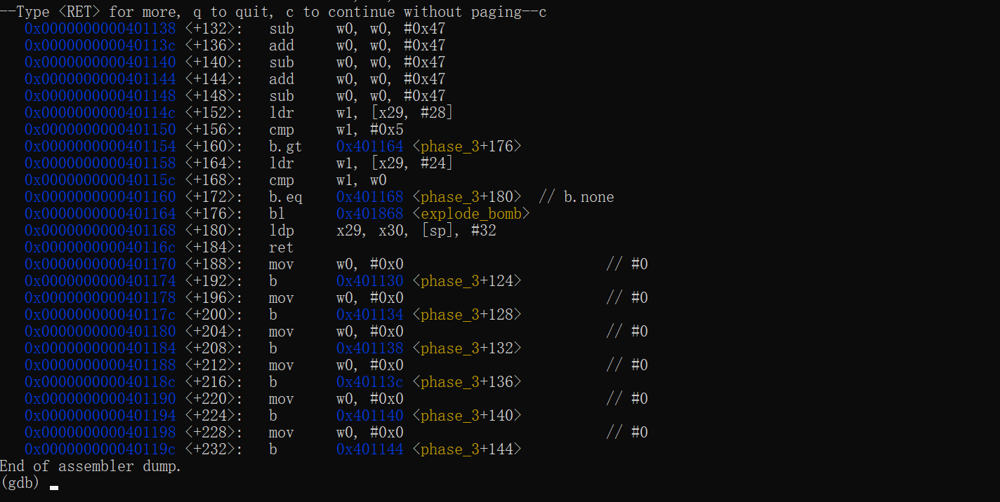 --Type <RET> for more, q to quit, c to continue without paging--c
   0x0000000000401138 <+132>:	sub	w0, w0, #0x47
   0x000000000040113c <+136>:	add	w0, w0, #0x47
   0x0000000000401140 <+140>:	sub	w0, w0, #0x47
   0x0000000000401144 <+144>:	add	w0, w0, #0x47
   0x0000000000401148 <+148>:	sub	w0, w0, #0x47
   0x000000000040114c <+152>:	ldr	w1, [x29, #28]
   0x0000000000401150 <+156>:	cmp	w1, #0x5
   0x0000000000401154 <+160>:	b.gt	0x401164 <phase_3+176>
   0x0000000000401158 <+164>:	ldr	w1, [x29, #24]
   0x000000000040115c <+168>:	cmp	w1, w0
   0x0000000000401160 <+172>:	b.eq	0x401168 <phase_3+180>  // b.none
   0x0000000000401164 <+176>:	bl	0x401868 <explode_bomb>
   0x0000000000401168 <+180>:	ldp	x29, x30, [sp], #32
   0x000000000040116c <+184>:	ret
   0x0000000000401170 <+188>:	mov	w0, #0x0                   	// #0
   0x0000000000401174 <+192>:	b	0x401130 <phase_3+124>
   0x0000000000401178 <+196>:	mov	w0, #0x0                   	// #0
   0x000000000040117c <+200>:	b	0x401134 <phase_3+128>
   0x0000000000401180 <+204>:	mov	w0, #0x0                   	// #0
   0x0000000000401184 <+208>:	b	0x401138 <phase_3+132>
   0x0000000000401188 <+212>:	mov	w0, #0x0                   	// #0
   0x000000000040118c <+216>:	b	0x40113c <phase_3+136>
   0x0000000000401190 <+220>:	mov	w0, #0x0                   	// #0
   0x0000000000401194 <+224>:	b	0x401140 <phase_3+140>
   0x0000000000401198 <+228>:	mov	w0, #0x0                   	// #0
   0x000000000040119c <+232>:	b	0x401144 <phase_3+144>
End of assembler dump.
(gdb)